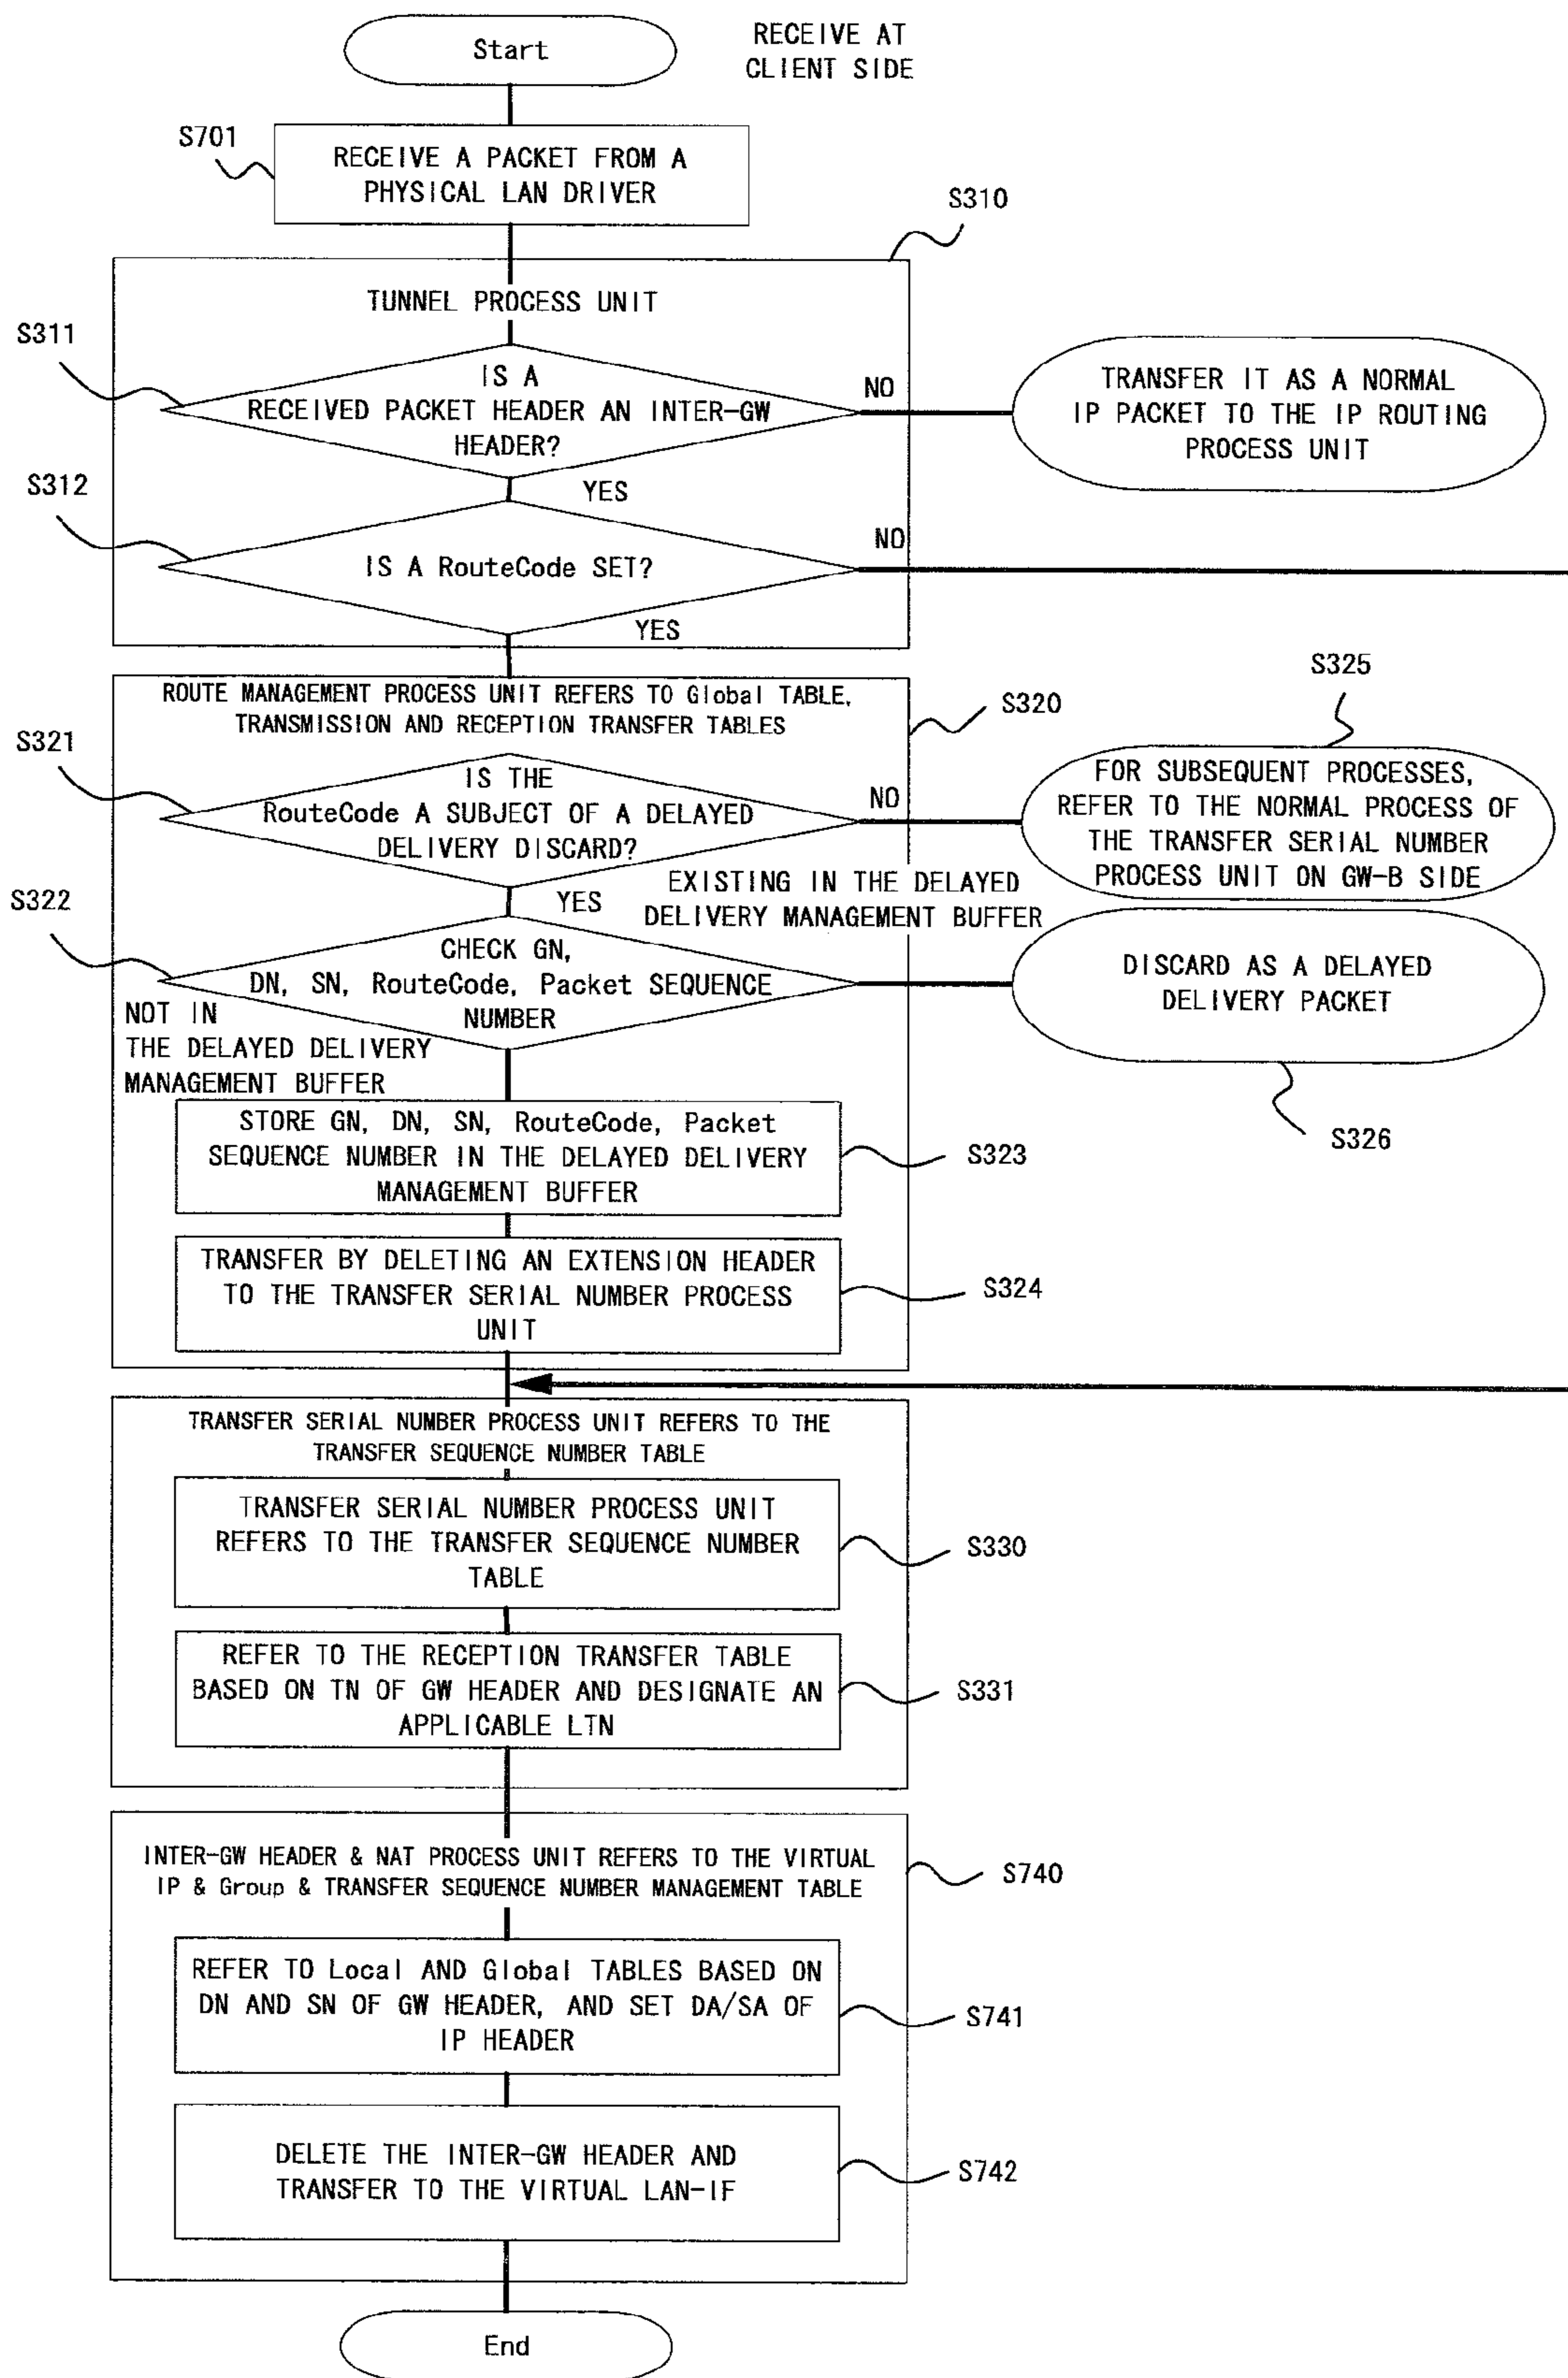 Start
RECEIVE AT
CLIENT SIDE
S701
RECEIVE A PACKET FROM A
PHYSICAL LAN DRIVER
S310
TUNNEL PROCESS UNIT
S311
IS A
RECEIVED PACKET HEADER AN INTER-GW
HEADER?
NO
TRANSFER IT AS A NORMAL
IP PACKET TO THE IP ROUTING
PROCESS UNIT
YES
S312
IS A RouteCode SET?
NO
YES
ROUTE MANAGEMENT PROCESS UNIT REFERS TO Global TABLE,
TRANSMISSION AND RECEPTION TRANSFER TABLES
S320
S321
IS THE
RouteCode A SUBJECT OF A DELAYED
DELIVERY DISCARD?
NO
S325
FOR SUBSEQUENT PROCESSES,
REFER TO THE NORMAL PROCESS OF
THE TRANSFER SERIAL NUMBER
PROCESS UNIT ON GW-B SIDE
YES
EXISTING IN THE DELAYED
DELIVERY MANAGEMENT BUFFER
S322
CHECK GN,
DN, SN, RouteCode, Packet SEQUENCE
NUMBER
DISCARD AS A DELAYED
DELIVERY PACKET
S326
NOT IN
THE DELAYED DELIVERY
MANAGEMENT BUFFER
STORE GN, DN, SN, RouteCode, Packet
SEQUENCE NUMBER IN THE DELAYED DELIVERY
MANAGEMENT BUFFER
S323
TRANSFER BY DELETING AN EXTENSION HEADER
TO THE TRANSFER SERIAL NUMBER PROCESS
UNIT
S324
TRANSFER SERIAL NUMBER PROCESS UNIT REFERS TO THE
TRANSFER SEQUENCE NUMBER TABLE
TRANSFER SERIAL NUMBER PROCESS UNIT
REFERS TO THE TRANSFER SEQUENCE NUMBER
TABLE
S330
REFER TO THE RECEPTION TRANSFER TABLE
BASED ON TN OF GW HEADER AND DESIGNATE AN
APPLICABLE LTN
S331
INTER-GW HEADER & NAT PROCESS UNIT REFERS TO THE VIRTUAL
IP & Group & TRANSFER SEQUENCE NUMBER MANAGEMENT TABLE
S740
REFER TO Local AND Global TABLES BASED ON
DN AND SN OF GW HEADER, AND SET DA/SA OF
IP HEADER
S741
DELETE THE INTER-GW HEADER AND
TRANSFER TO THE VIRTUAL LAN-IF
S742
End